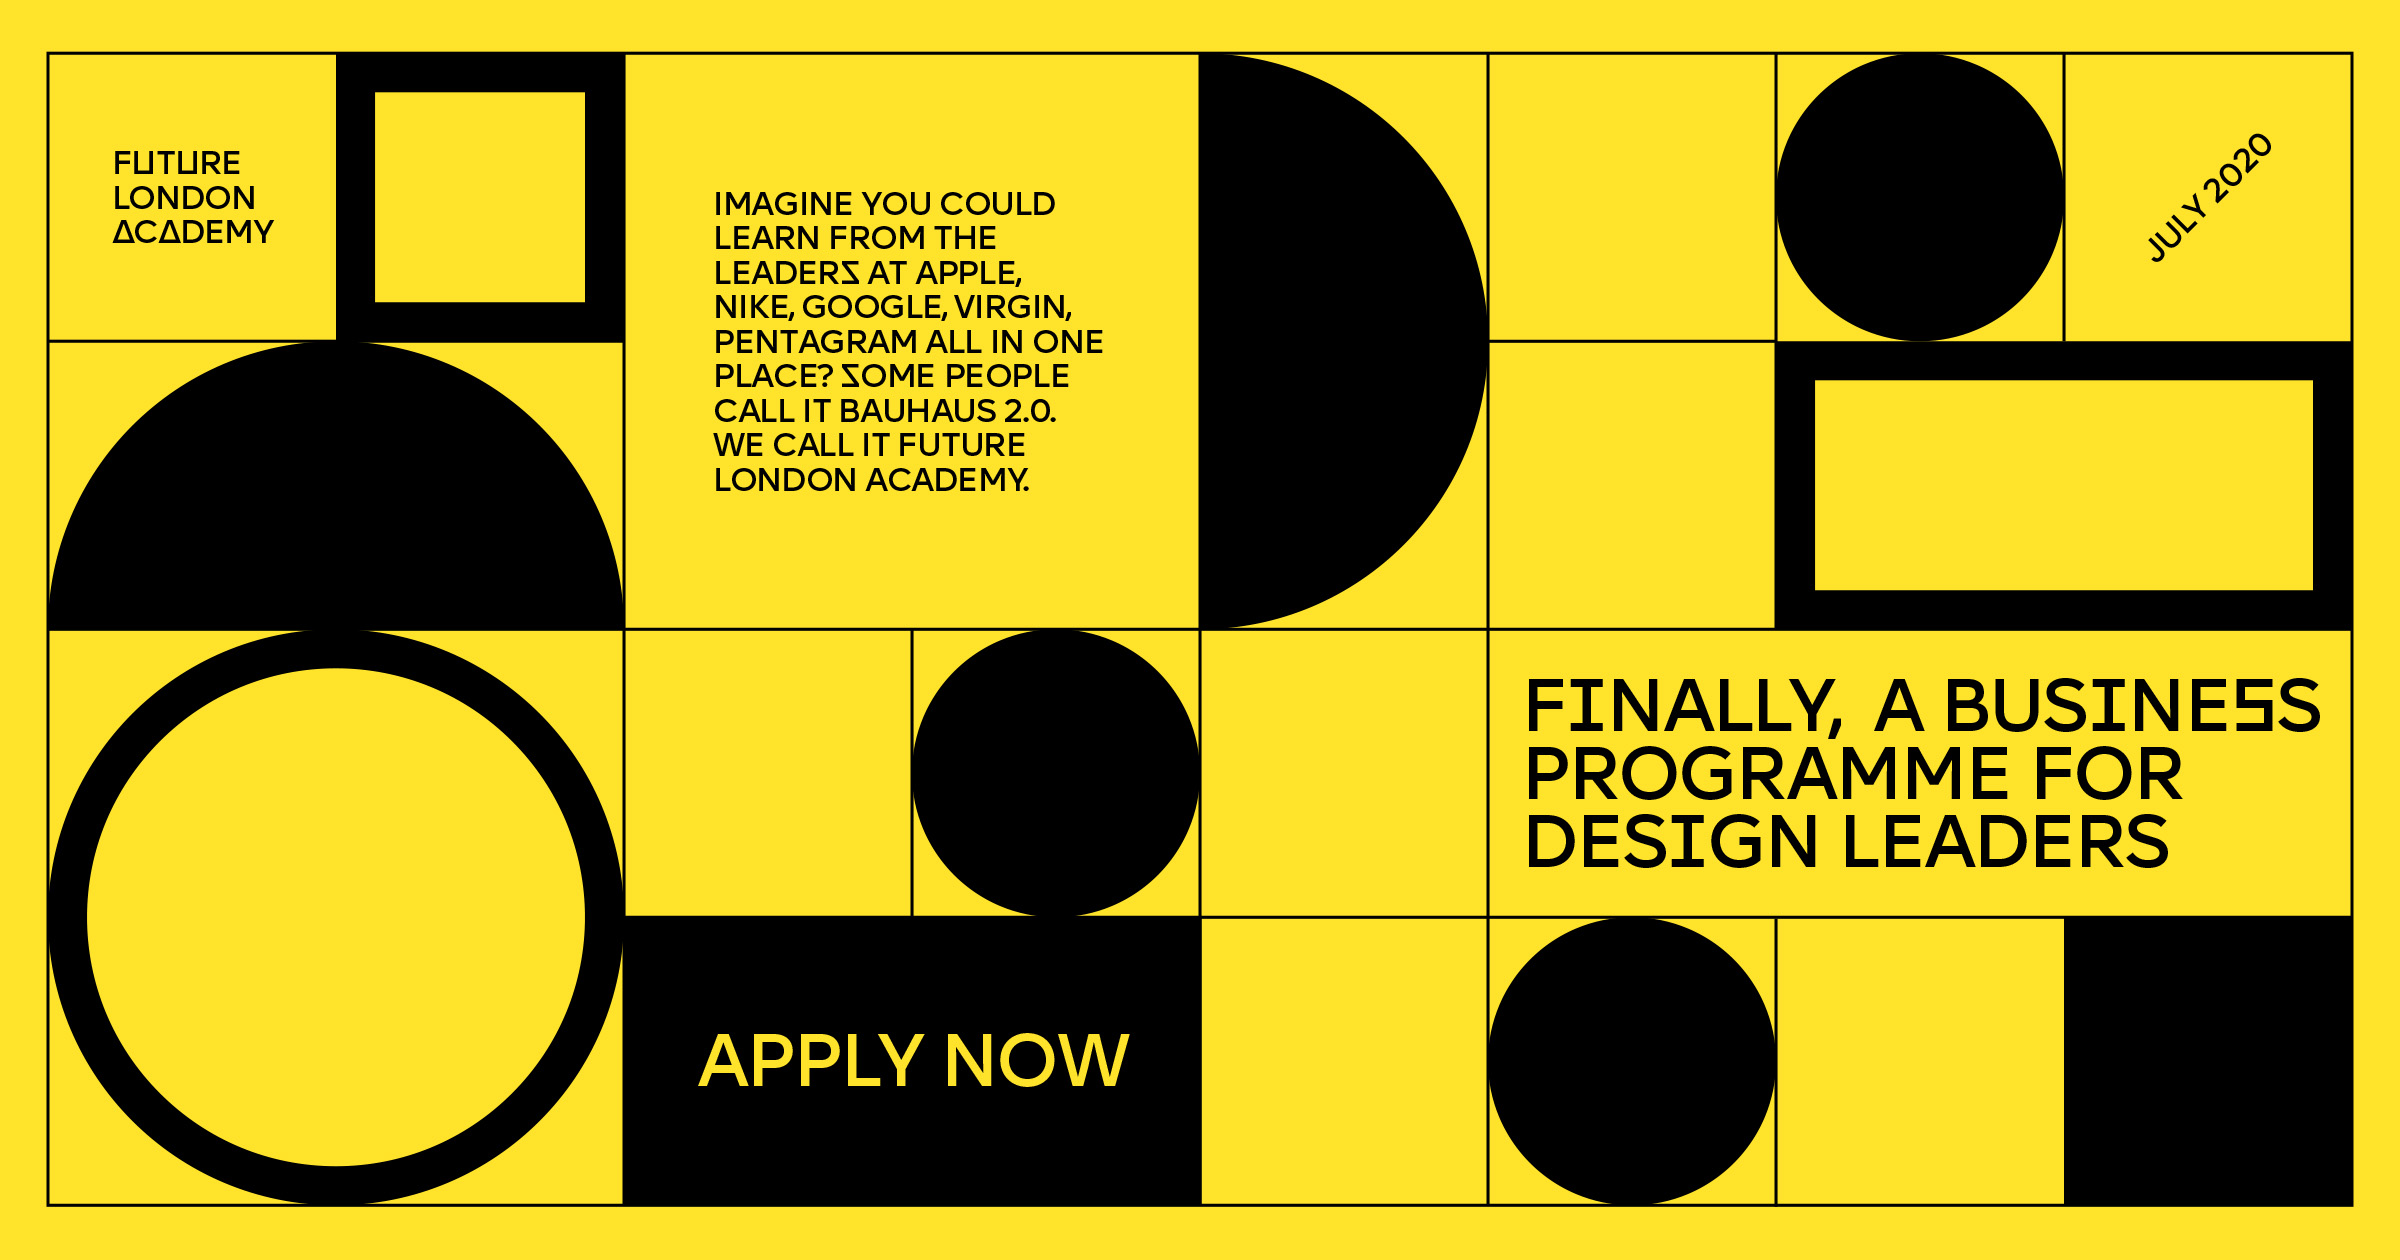 FUTURE
LONDON
ACADEMY
IMAGINE YOU COULD
LEARN FROM THE
LEADERS AT APPLE,
NIKE, GOOGLE, VIRGIN,
PENTAGRAM ALL IN ONE
PLACE? SOME PEOPLE
CALL IT BAUHAUS 2.0.
WE CALL IT FUTURE
LONDON ACADEMY.
JULY 2020
FINALLY, A BUSINESS
PROGRAMME FOR
DESIGN LEADERS
APPLY NOW